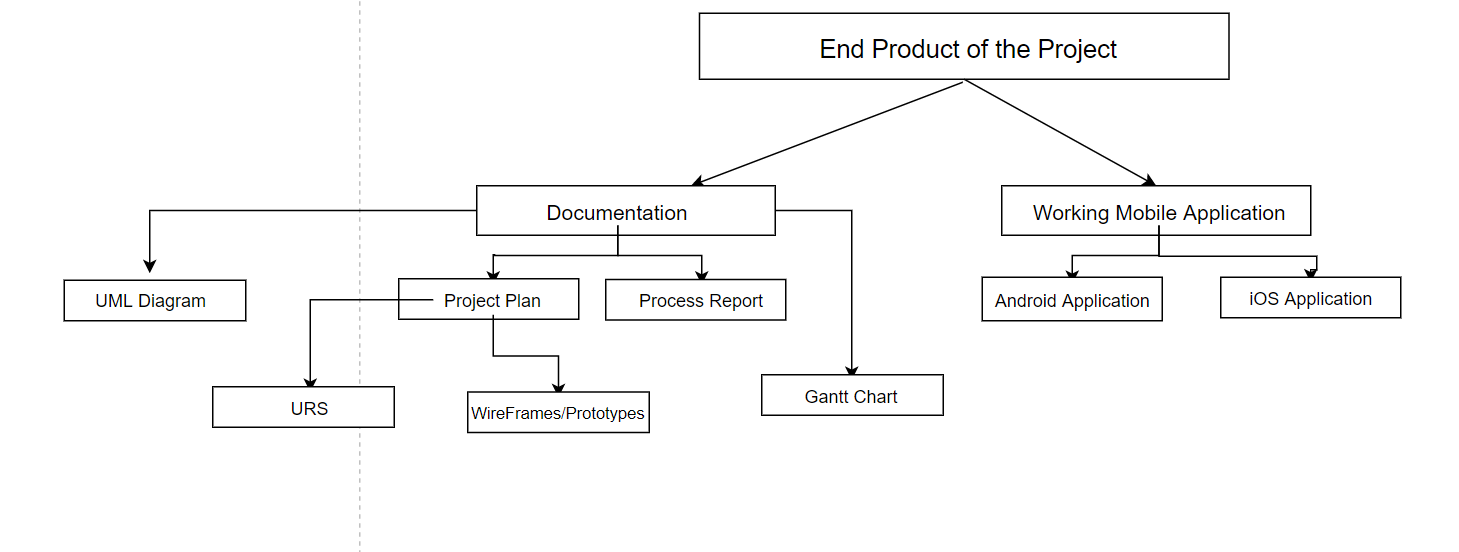 End Product of the Project
Documentation
Working Mobile Application
UML Diagram
Project Plan
Process Report
Android Application
iOS Application
URS
WireFrames/Prototypes
Gantt Chart